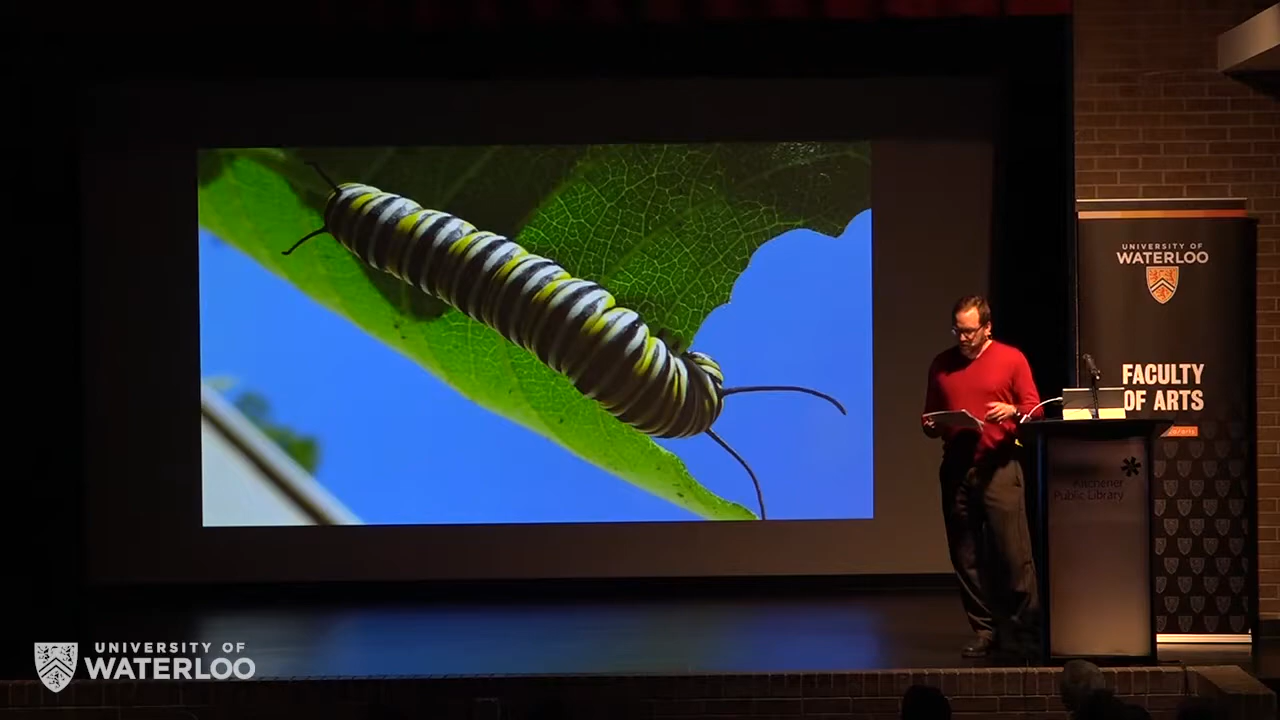 UNIVERSITY OF
WATERLOO
FACULTY
OF ARTS
Kitchener
Public Library
UNIVERSITY OF
WATERLOO